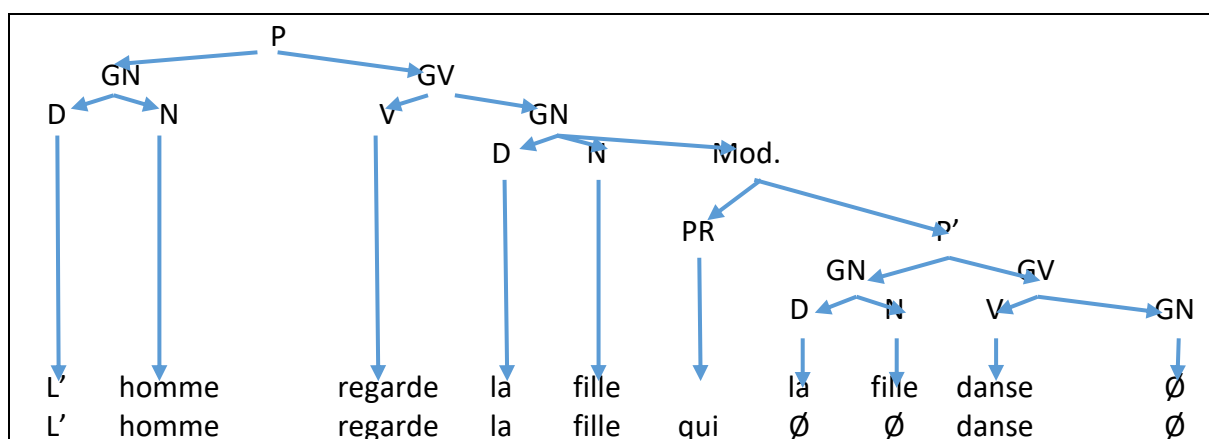 P
GN GV
D N V GN
D N Mod.
PR P’
GN GV
D N V GN
L’ homme regarde la fille la fille danse Ø
L’ homme regarde la fille qui Ø Ø danse Ø